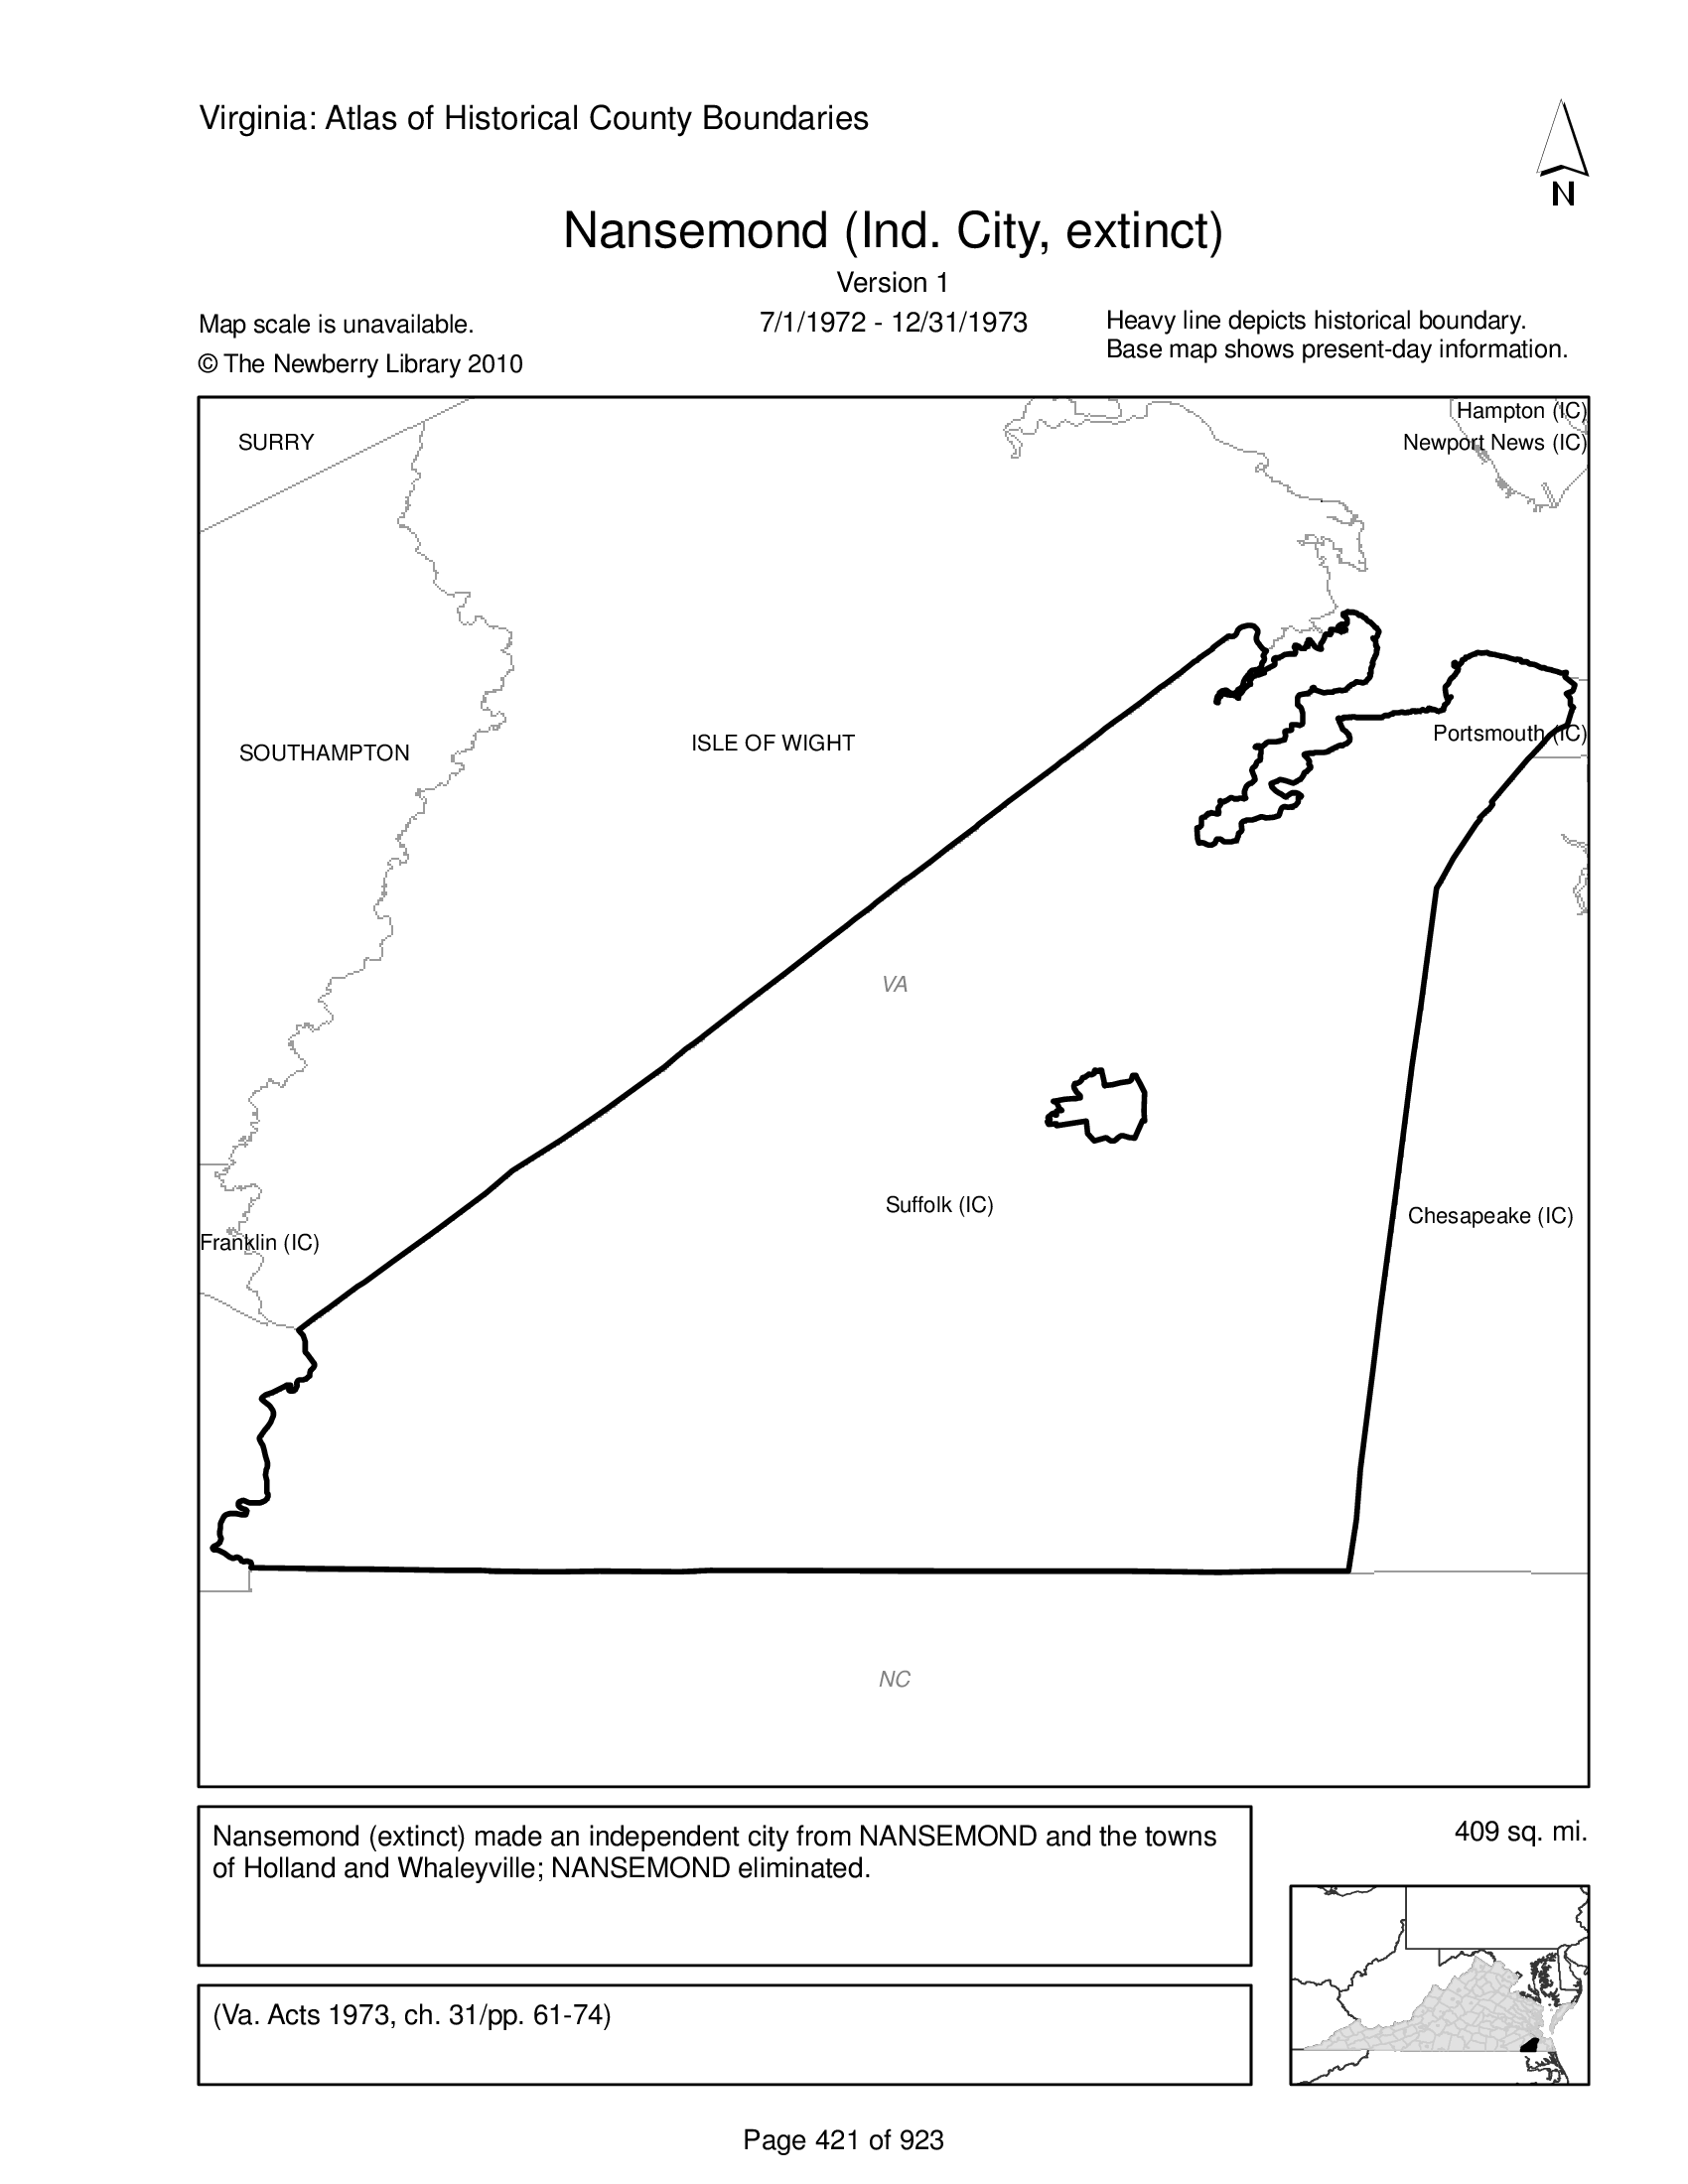 Virginia: Atlas of Historical County Boundaries
N
Nansemond (Ind. City, extinct)
Version 1
Map scale is unavailable.
7/1/1972 - 12/31/1973
Heavy line depicts historical boundary.
Base map shows present-day information.
© The Newberry Library 2010
Hampton (IC)
SURRY
Newport News (IC)
Portsmouth (IC)
ISLE OF WIGHT
SOUTHAMPTON
VA
Suffolk (IC)
Chesapeake (IC)
Franklin (IC)
NC
Nansemond (extinct) made an independent city from NANSEMOND and the towns
of Holland and Whaleyville; NANSEMOND eliminated.
409 sq. mi.
(Va. Acts 1973, ch. 31/pp. 61-74)
Page 421 of 923